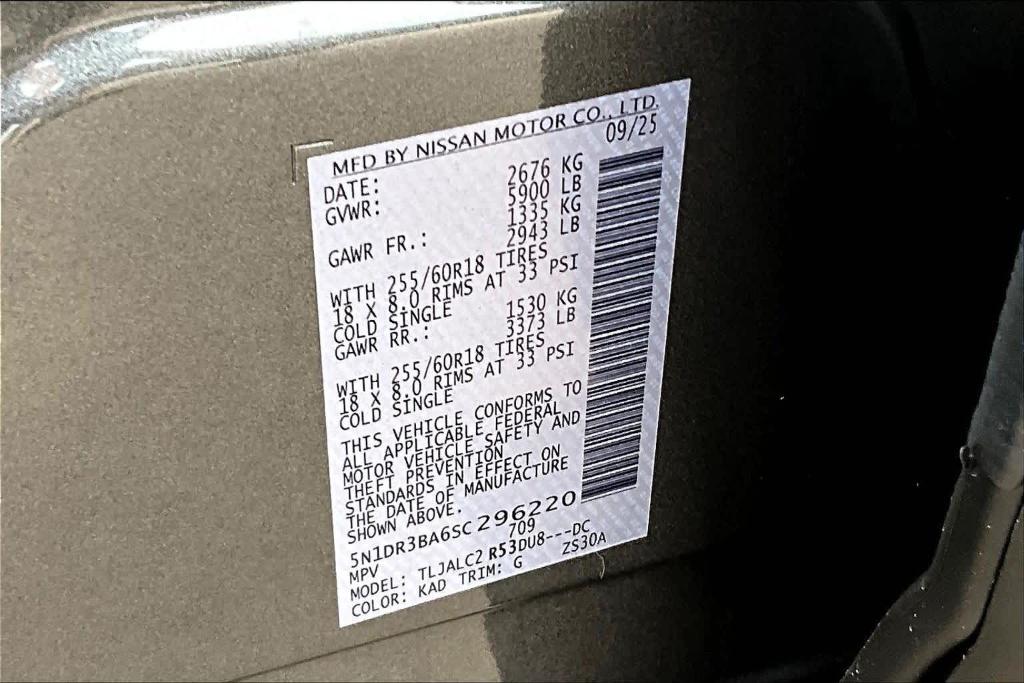 MFD BY NISSAN MOTOR CO., LTD.
DATE: 09/25
GVWR: 2676 KG
5900 LB
GAWR FR.: 1335 KG
2943 LB
WITH 255/60R18 TIRES
18 X 8.0 RIMS AT 33 PSI
COLD SINGLE
GAWR RR.: 1530 KG
3373 LB
WITH 255/60R18 TIRES
18 X 8.0 RIMS AT 33 PSI
COLD SINGLE
THIS VEHICLE CONFORMS TO
ALL APPLICABLE FEDERAL
MOTOR VEHICLE SAFETY AND
THEFT PREVENTION
STANDARDS IN EFFECT ON
THE DATE OF MANUFACTURE
SHOWN ABOVE.
5N1DR3BA6SC296220
MPV 709
MODEL: TLJALC2 R53DU8---DC
COLOR: KAD TRIM: G ZS30A